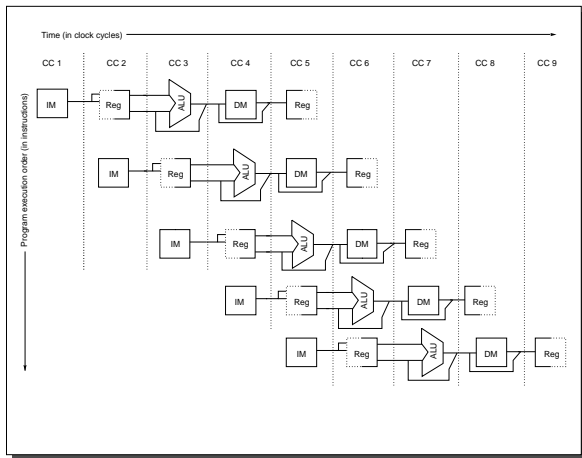 Time (in clock cycles)
CC 1 CC 2 CC 3 CC 4 CC 5 CC 6 CC 7 CC 8 CC 9
Program execution order (in instructions)
IM Reg ALU DM Reg
IM Reg ALU DM Reg
IM Reg ALU DM Reg
IM Reg ALU DM Reg
IM Reg ALU DM Reg